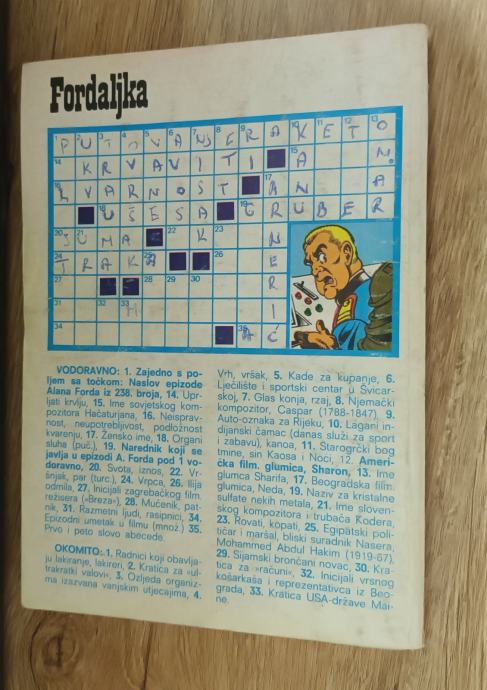 Fordaljka
P U T O V A N J E R A K E T O
U K R V A V I T I A N
K V A R N O S T A N A
U Š E S A G R U B E R
S U M A K N
T R A K A E
R
H I
A Ć
VODORAVNO: 1. Zajedno s po-
ljem sa točkom: Naslov epizode
Alana Forda iz 238. broja, 14. Upr-
ljati krvlju, 15. Ime sovjetskog kom-
pozitora Hačaturjana, 16. Neisprav-
nost, neupotrebljivost, podložnost
kvarenju, 17. Žensko ime, 18. Organi
sluha (puč.), 19. Narednik koji se
javlja u epizodi A. Forda pod 1 vo-
doravno, 20. Svota, iznos, 22. Vr-
šnjak, par (turc.), 24. Vrpca, 26. Ilija
odmila, 27. Inicijali zagrebačkog film.
režisera (»Breza«), 28. Mučenik, pat-
nik, 31. Razmetni ljudi, rasipnici, 34.
Epizodni umetak u filmu (množ.) 35.
Prvo i peto slovo abecede.
OKOMITO: 1. Radnici koji obavlja-
ju lakiranje, lakireri, 2. Kratica za »ul-
trakratki valovi«, 3. Ozljeda organiz-
ma izazvana vanjskim utjecajima, 4.
Vrh, vršak, 5. Kade za kupanje, 6.
Lječilište i sportski centar u Švicar-
skoj, 7. Glas konja, rzaj, 8. Njemački
kompozitor, Caspar (1788-1847), 9.
Auto-oznaka za Rijeku, 10. Lagani in-
dijanski čamac (danas služi za sport
i zabavu), kanoa, 11. Starogrčki bog
tmine, sin Kaosa i Noći, 12. Ameri-
čka film. glumica, Sharon, 13. Ime
glumca Sharifa, 17. Beogradska film.
glumica, Neda, 19. Naziv za kristalne
sulfate nekih metala, 21. Ime sloven-
skog kompozitora i trubača Kodera,
23. Rovati, kopati, 25. Egipatski poli-
tičar i maršal, bliski suradnik Nasera,
Mohammed Abdul Hakim (1919-67),
29. Sijamski brončani novac, 30. Kra-
tica za »računi«, 32. Inicijali vrsnog
košarkaša i reprezentativca iz Beo-
grada, 33. Kratica USA-države Mai-
ne.